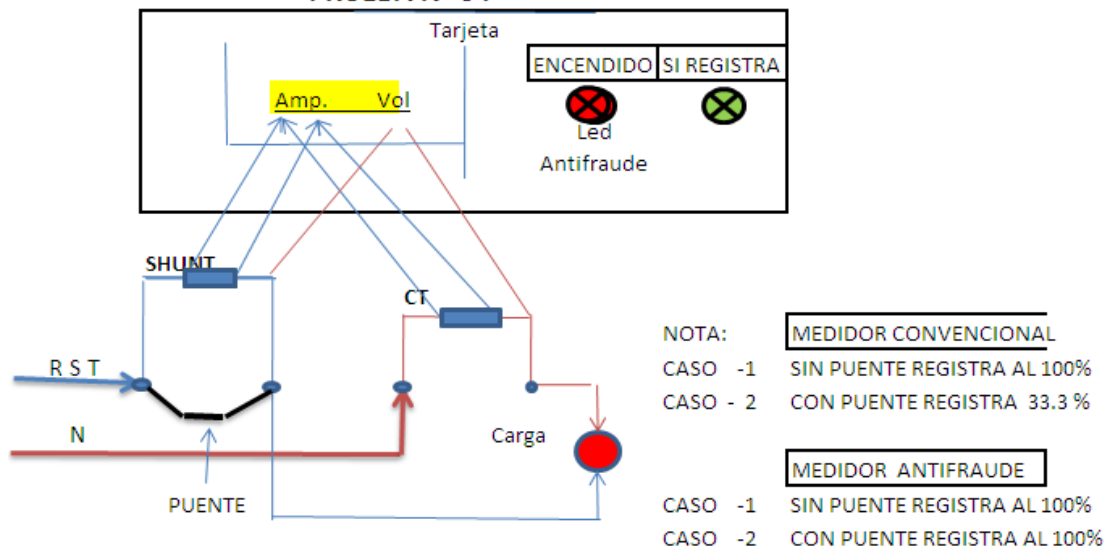 Tarjeta
ENCENDIDO SI REGISTRA
Amp. Vol
Led
Antifraude
SHUNT
CT
R S T
N
PUENTE
Carga
NOTA: MEDIDOR CONVENCIONAL
CASO -1 SIN PUENTE REGISTRA AL 100%
CASO - 2 CON PUENTE REGISTRA 33.3 %
MEDIDOR ANTIFRAUDE
CASO -1 SIN PUENTE REGISTRA AL 100%
CASO -2 CON PUENTE REGISTRA AL 100%